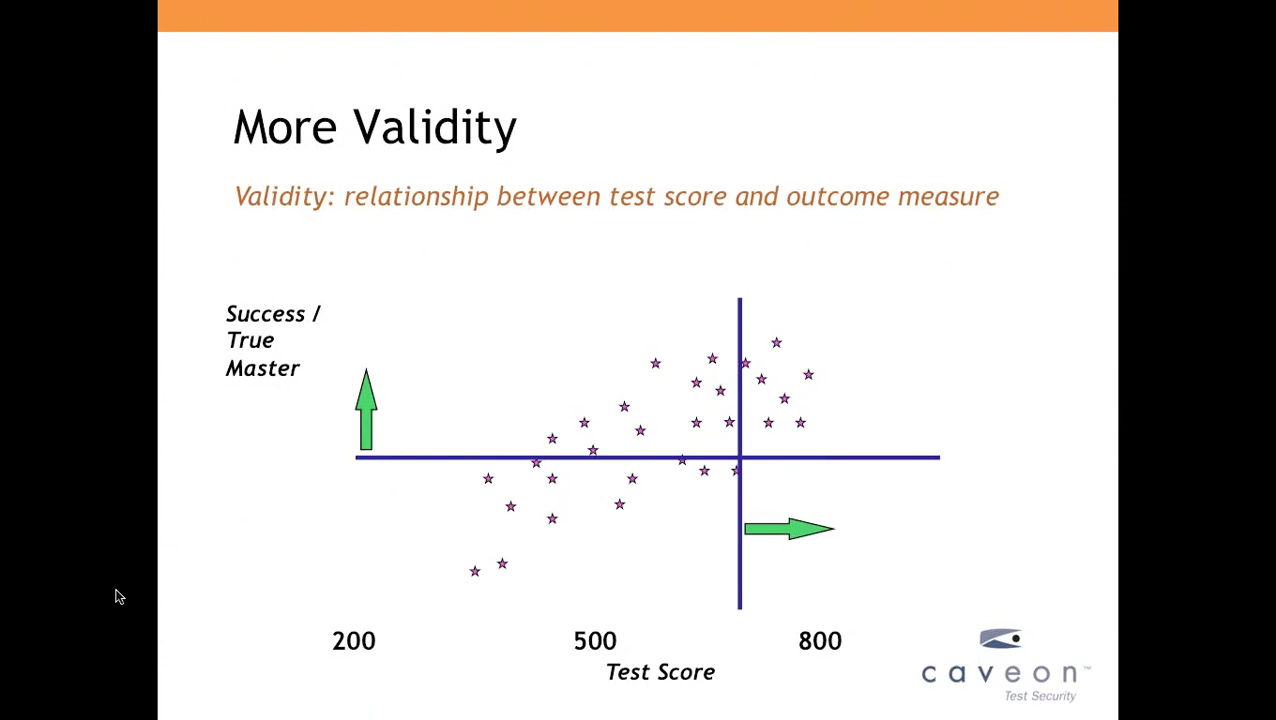 More Validity
Validity: relationship between test score and outcome measure
Success /
True
Master
200 500 800
Test Score
caveon™
Test Security